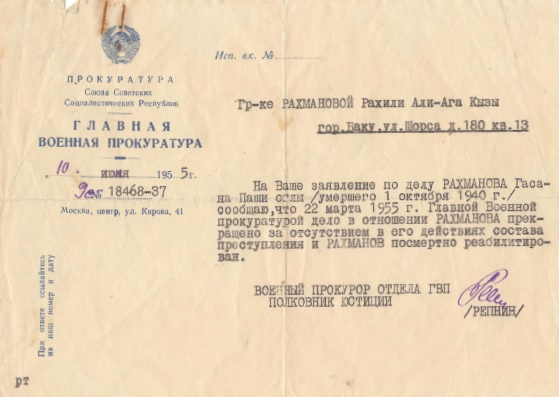 ПРОКУРАТУРА
Союза Советских
Социалистических Республик
ГЛАВНАЯ
ВОЕННАЯ ПРОКУРАТУРА
10 июня 1955г.
18468-37
Москва, центр, ул. Кирова, 41
При ответе ссылайтесь
на наш номер и дату
рт
Исп. вх. №
Гр-ке РАХМАНОВОЙ Рахили Али-Ага Кызы
гор.Баку,ул.Шорса д.180 кв.13
На Ваше заявление по делу РАХМАНОВА Гаса-
на Паши оглы /умершего 1 октября 1940 г./
сообщаю,что 22 марта 1955 г. Главной Военной
прокуратурой дело в отношении РАХМАНОВА прек-
ращено за отсутствием в его действиях состава
преступления и РАХМАНОВ посмертно реабилитиро-
ван.
ВОЕННЫЙ ПРОКУРОР ОТДЕЛА ГВП
ПОЛКОВНИК ЮСТИЦИИ
/РЕПНИН/